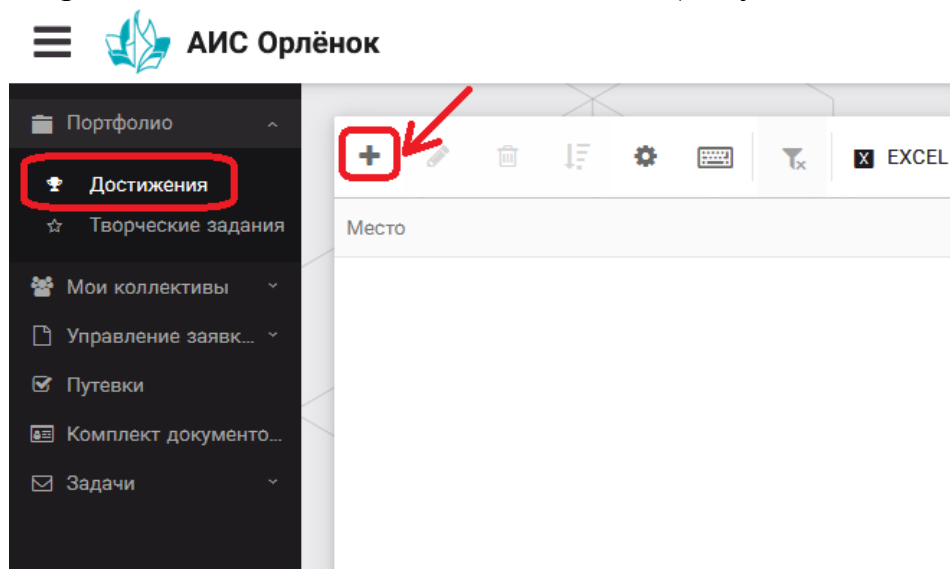 АИС Орлёнок
Портфолио
Достижения
Творческие задания
Мои коллективы
Управление заявк...
Путевки
Комплект документо...
Задачи
X EXCEL
Место